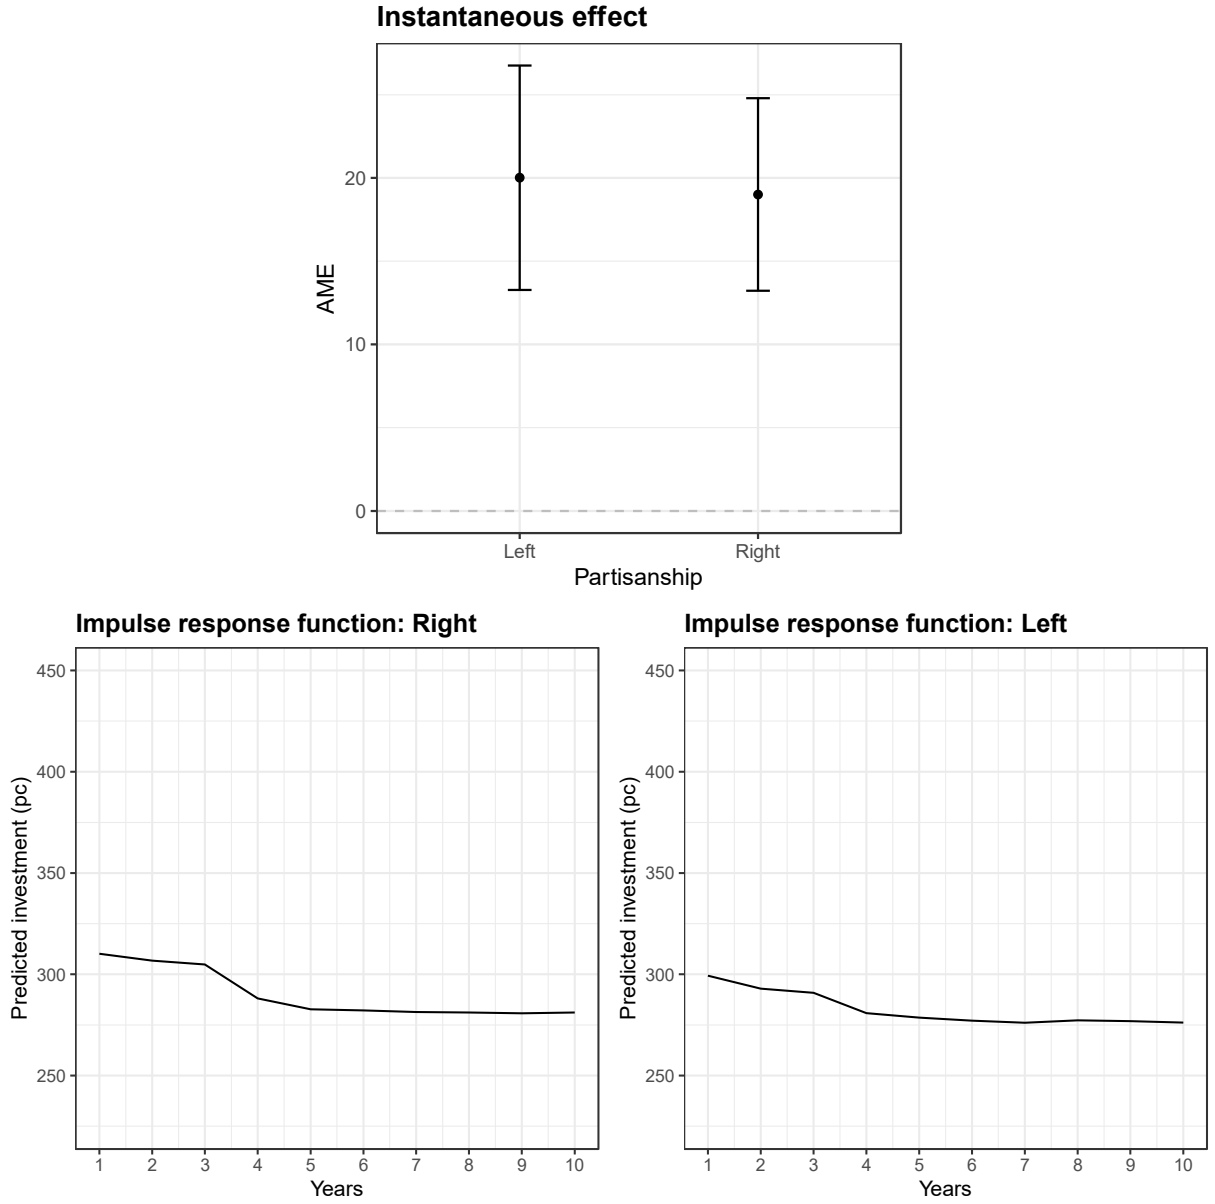 Instantaneous effect
20
10
0
AME
Left
Right
Partisanship
Impulse response function: Right
450
400
350
300
250
Predicted investment (pc)
1 2 3 4 5 6 7 8 9 10
Years
Impulse response function: Left
450
400
350
300
250
Predicted investment (pc)
1 2 3 4 5 6 7 8 9 10
Years